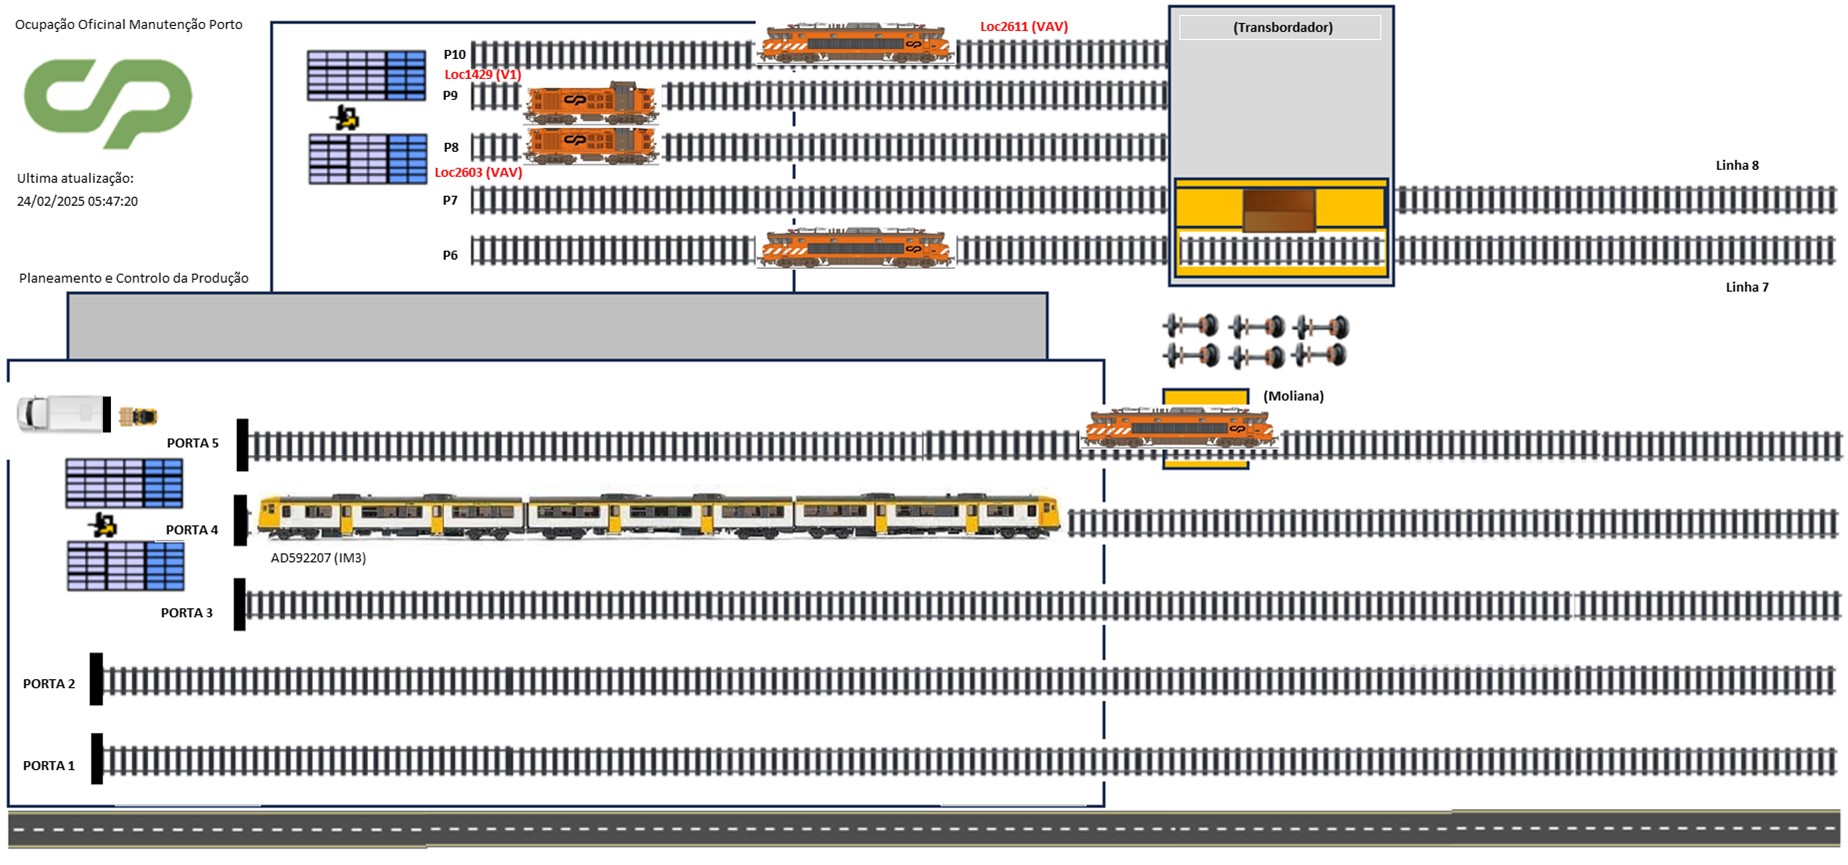 Ocupação Oficinal Manutenção Porto
CP
Ultima atualização:
24/02/2025 05:47:20
Planeamento e Controlo da Produção
Loc2611 (VAV)
(Transbordador)
P10
Loc1429 (V1)
P9
P8
Loc2603 (VAV)
P7
P6
Linha 8
Linha 7
(Moliana)
PORTA 5
PORTA 4
AD592207 (IM3)
PORTA 3
PORTA 2
PORTA 1